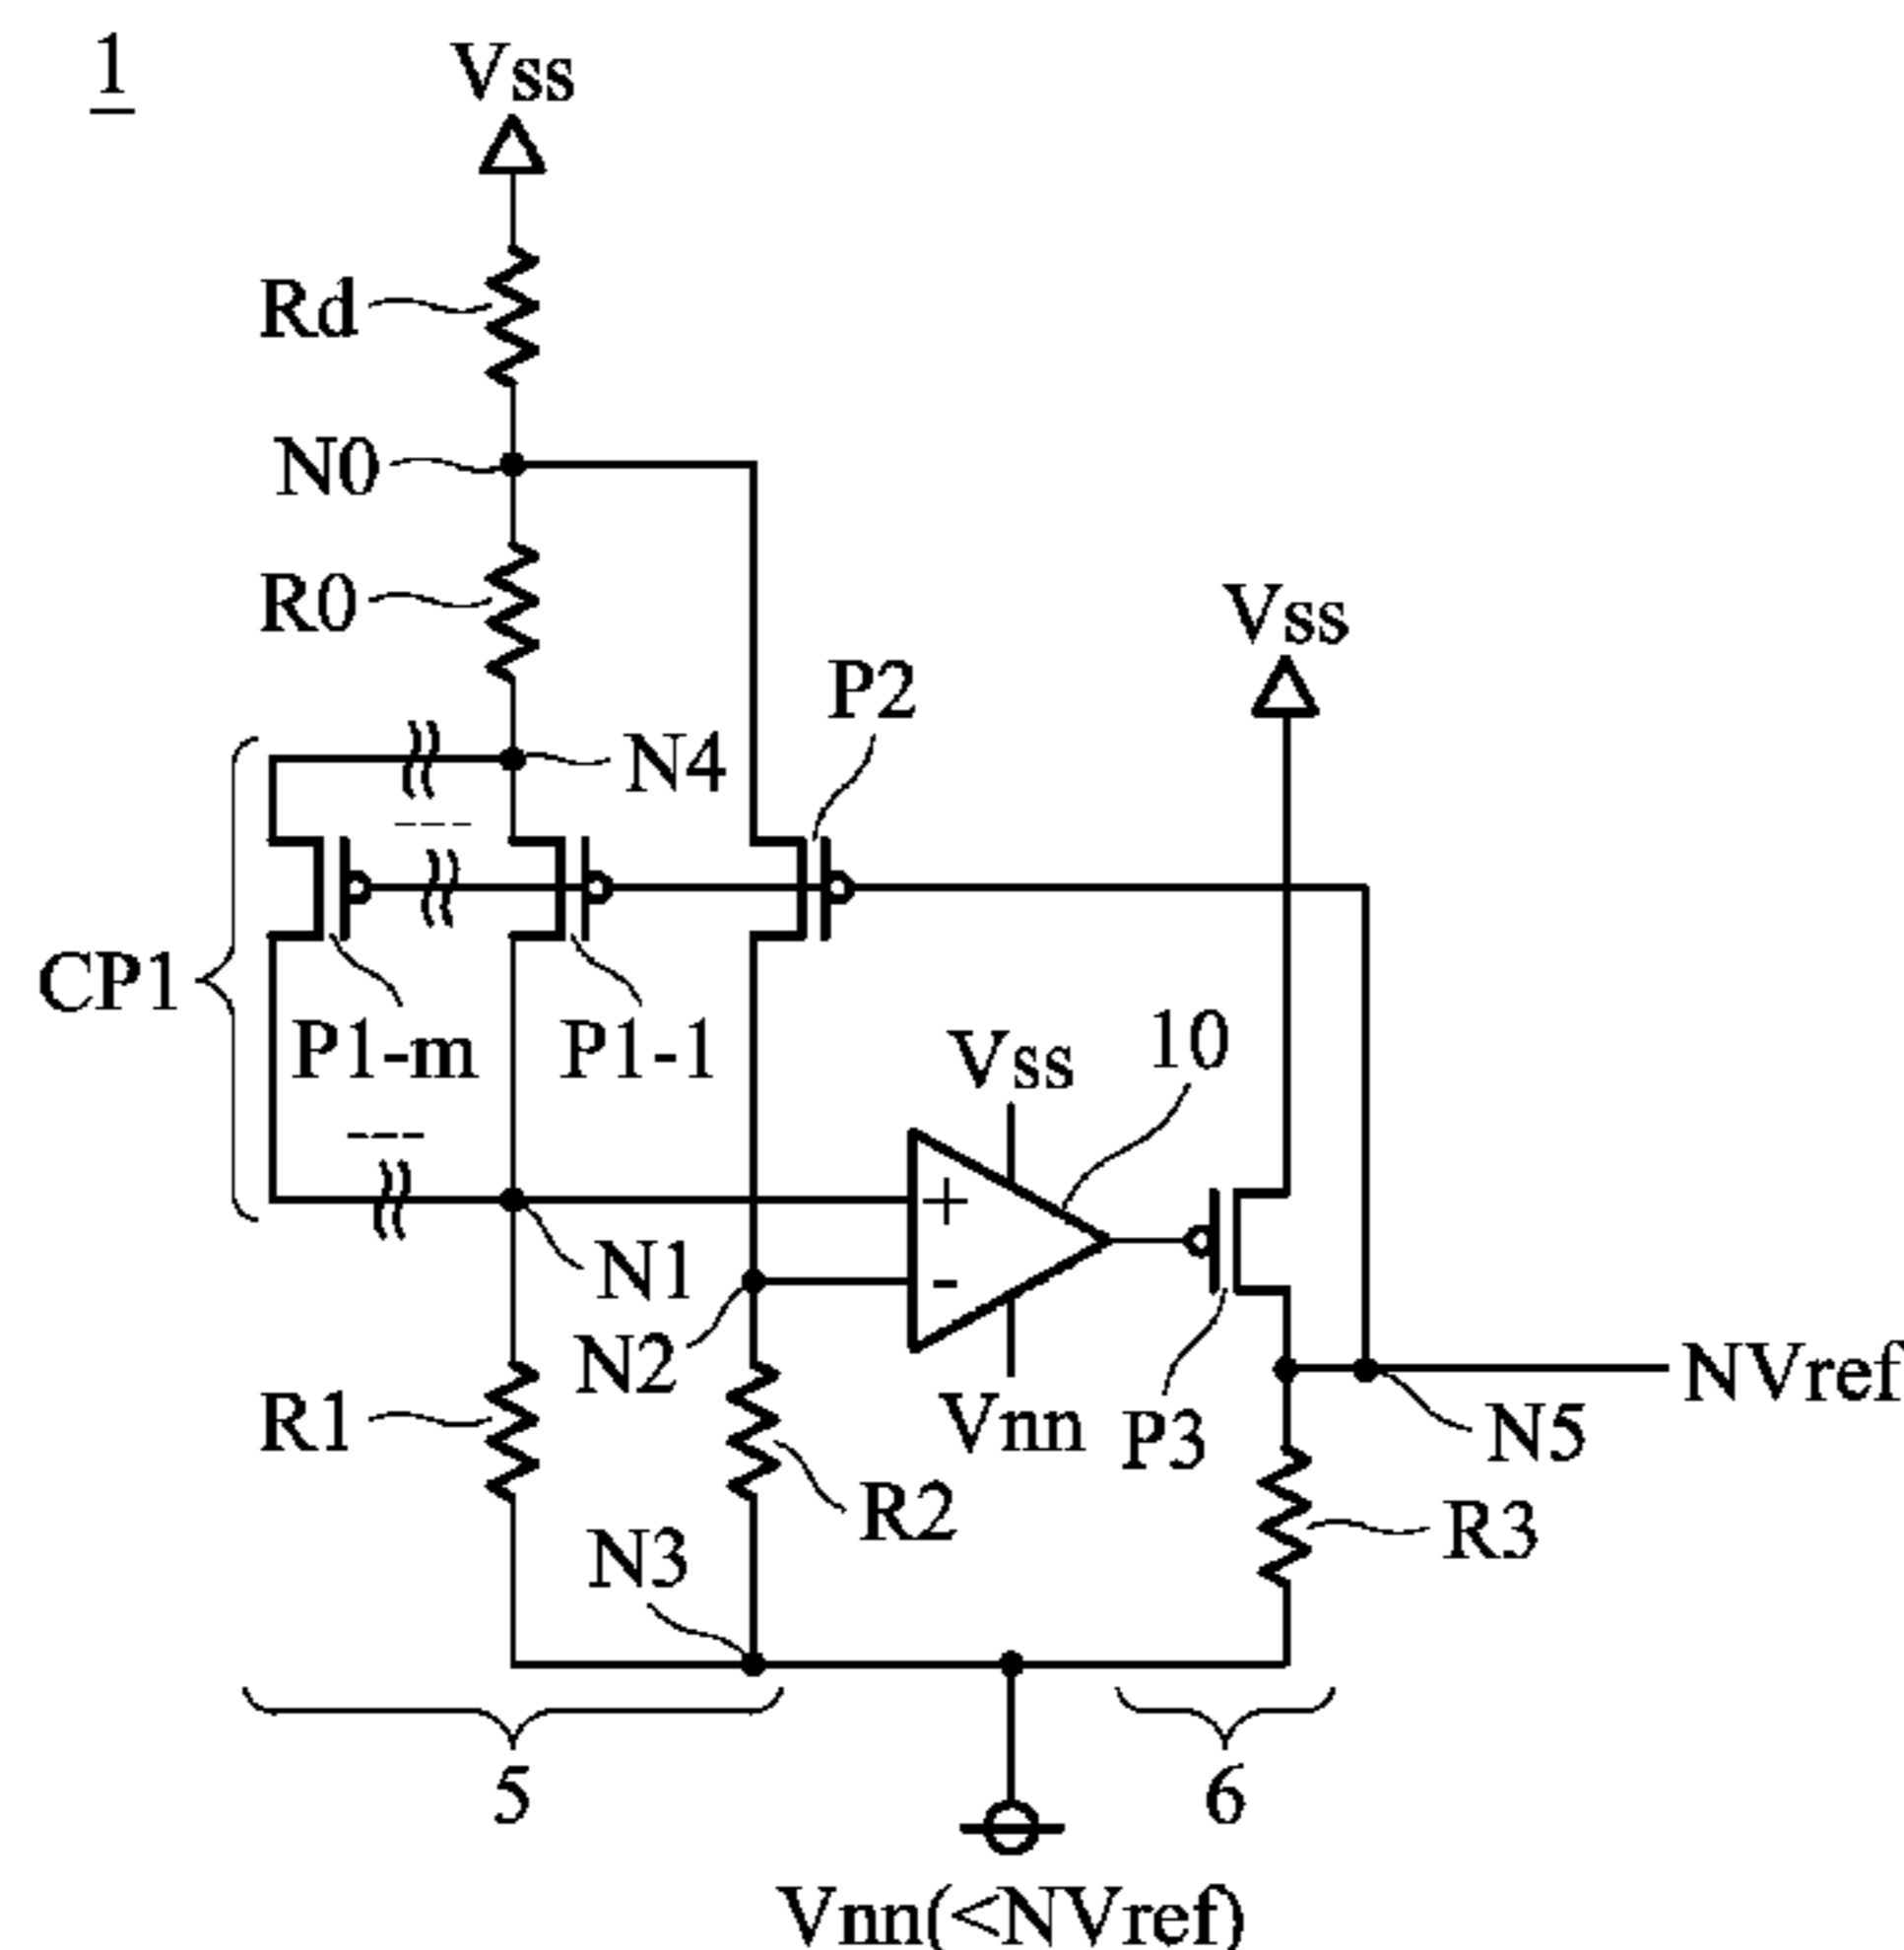 1
Vss
Rd
N0
R0
Vss
P2
N4
CP1
P1-m
P1-1
Vss
10
+
-
N1
N2
Vnn
P3
NVref
N5
R1
R2
R3
N3
5
6
Vnn(<NVref)